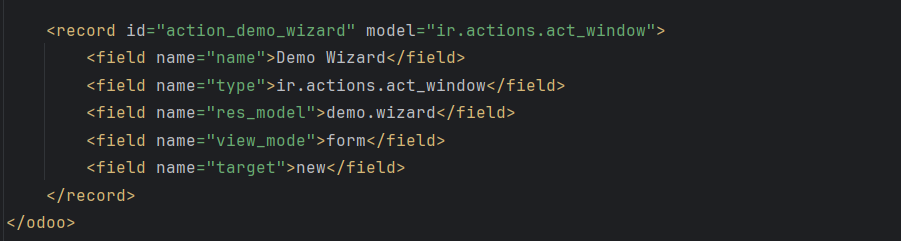 <record id="action_demo_wizard" model="ir.actions.act_window">
<field name="name">Demo Wizard</field>
<field name="type">ir.actions.act_window</field>
<field name="res_model">demo.wizard</field>
<field name="view_mode">form</field>
<field name="target">new</field>
</record>
</odoo>